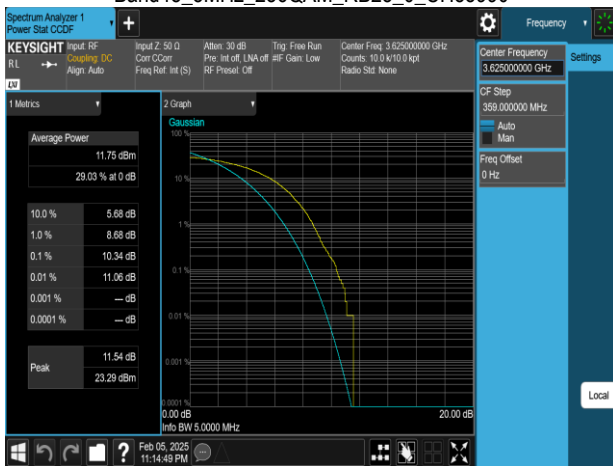 Spectrum Analyzer 1
Power Stat CCDF
Frequency
KEYSIGHT
RL
LXI
Input: RF
Coupling: DC
Align: Auto
Input Z: 50 Ω
Corr CCorr
Freq Ref: Int (S)
Atten: 30 dB
Pre: Int off, LNA off
RF Preset: Off
Trig: Free Run
#IF Gain: Low
Center Freq: 3.625000000 GHz
Counts: 10.0 k/10.0 kpt
Radio Std: None
Center Frequency
3.625000000 GHz
Settings
CF Step
359.000000 MHz
Auto
Man
Freq Offset
0 Hz
Local
1 Metrics
Average Power
11.75 dBm
29.03 % at 0 dB
10.0 % 5.68 dB
1.0 % 8.68 dB
0.1 % 10.34 dB
0.01 % 11.06 dB
0.001 % — dB
0.0001 % — dB
Peak 11.54 dB
23.29 dBm
2 Graph
Gaussian
100 %
10 %
1 %
0.1 %
0.01 %
0.001 %
0.0001 %
0.00 dB 20.00 dB
Info BW 5.0000 MHz
Feb 05, 2025
11:14:49 PM